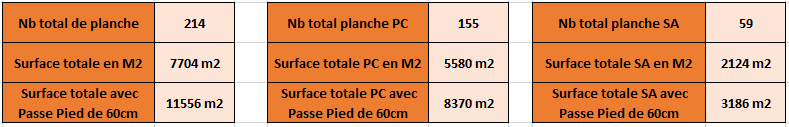 Nb total de planche 214 Nb total planche PC 155 Nb total planche SA 59
Surface totale en M2 7704 m2 Surface totale PC en M2 5580 m2 Surface totale SA en M2 2124 m2
Surface totale avec Surface totale PC avec Surface totale SA avec
Passe Pied de 60cm 11556 m2 Passe Pied de 60cm 8370 m2 Passe Pied de 60cm 3186 m2